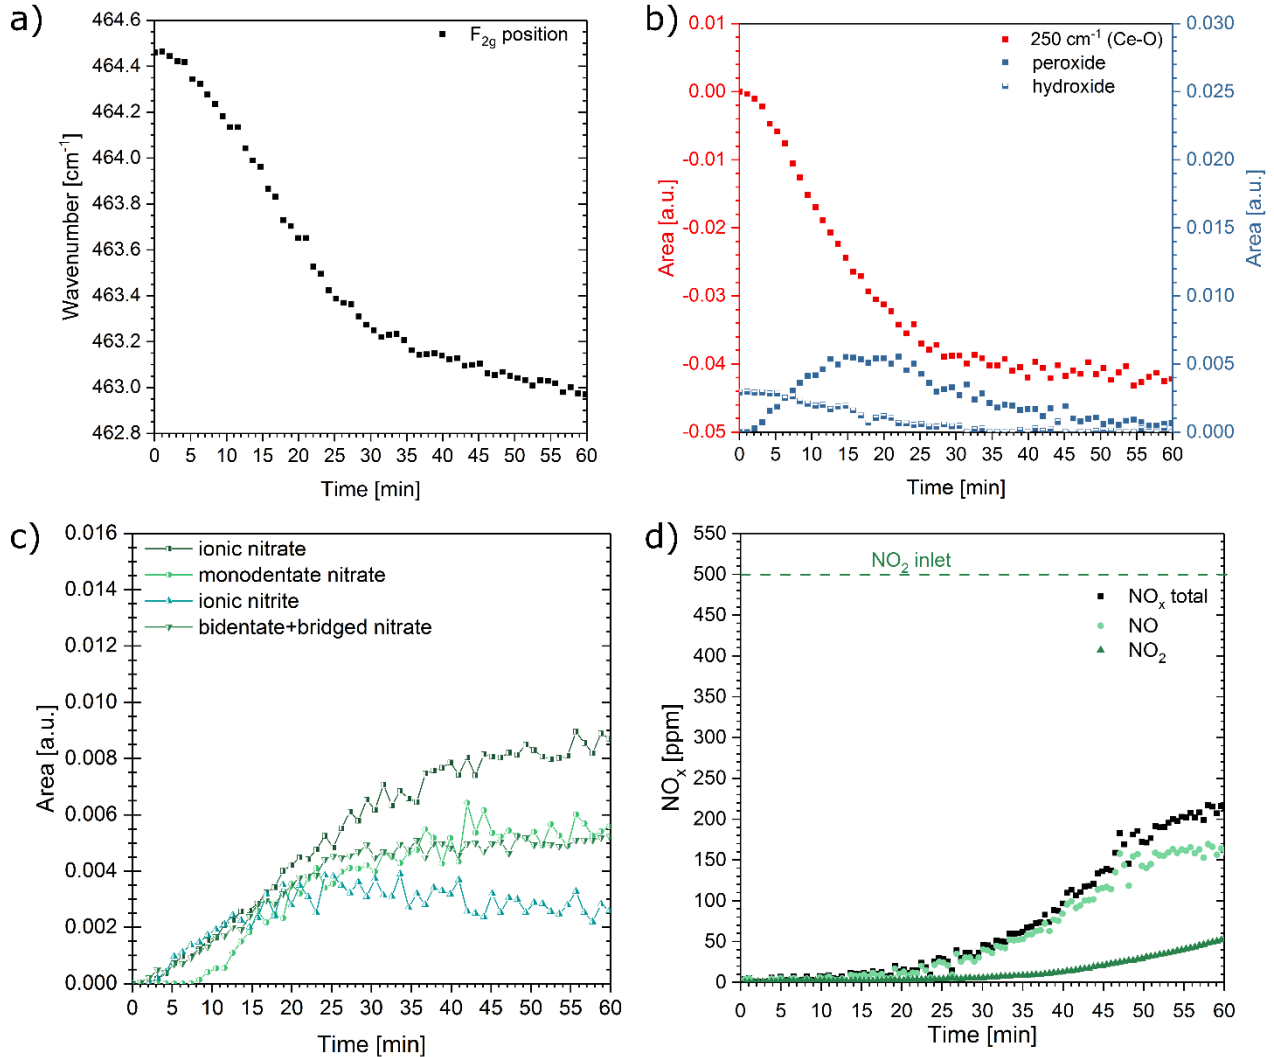 a)
464.6
464.4
464.2
464.0
463.8
463.6
463.4
463.2
463.0
462.8
Wavenumber [cm⁻¹]
F₂g position
0 5 10 15 20 25 30 35 40 45 50 55 60
Time [min]
b)
0.01
0.00
-0.01
-0.02
-0.03
-0.04
-0.05
Area [a.u.]
250 cm⁻¹ (Ce-O)
peroxide
hydroxide
0.030
0.025
0.020
0.015
0.010
0.005
0.000
Area [a.u.]
0 5 10 15 20 25 30 35 40 45 50 55 60
Time [min]
c)
0.016
0.014
0.012
0.010
0.008
0.006
0.004
0.002
0.000
Area [a.u.]
ionic nitrate
monodentate nitrate
ionic nitrite
bidentate+bridged nitrate
0 10 20 30 40 50 60
Time [min]
d)
550
500
450
400
350
300
250
200
150
100
50
0
NOₓ [ppm]
NO₂ inlet
NOₓ total
NO
NO₂
0 5 10 15 20 25 30 35 40 45 50 55 60
Time [min]